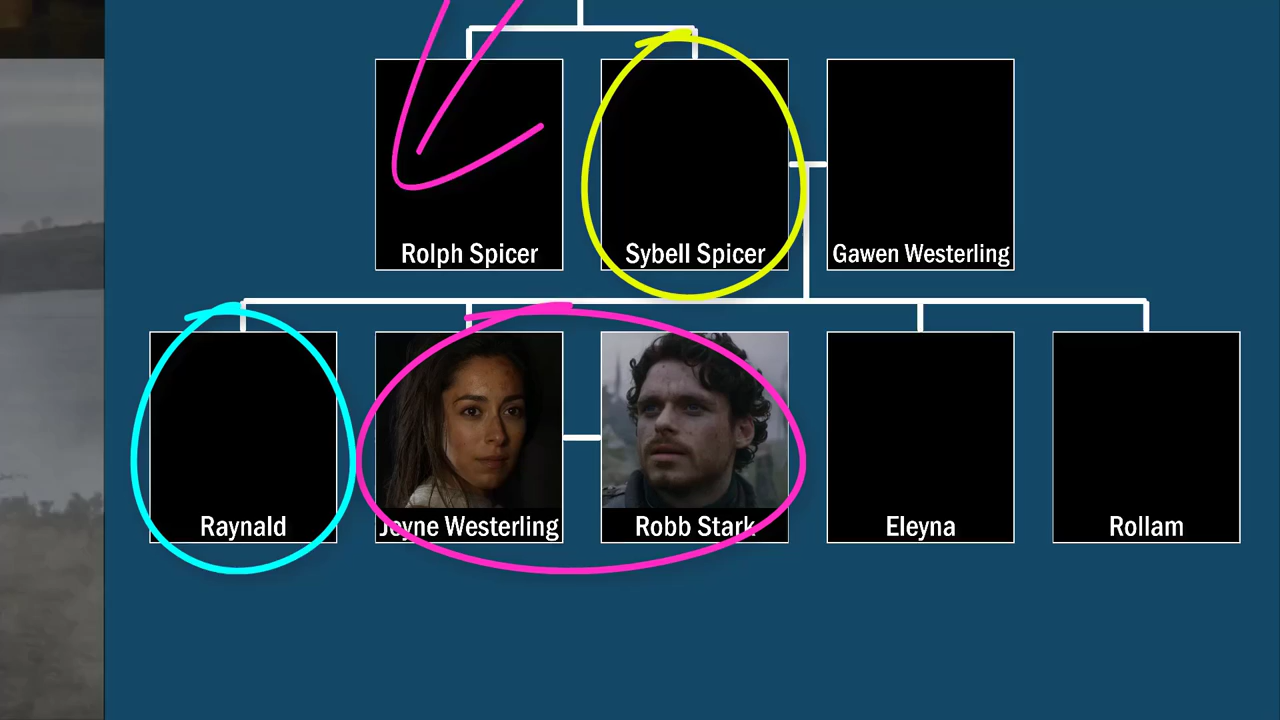 Rolph Spicer
Sybell Spicer
Gawen Westerling
Raynald
Jeyne Westerling
Robb Stark
Eleyna
Rollam